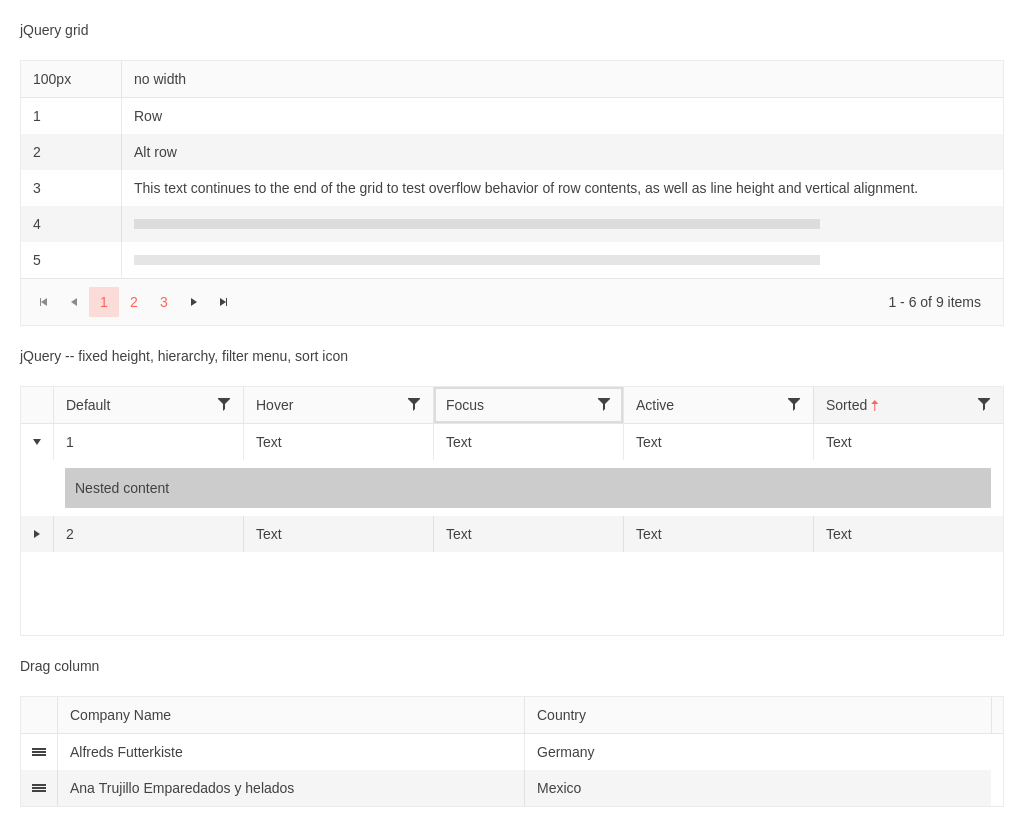 jQuery grid
100px no width
1 Row
2 Alt row
3 This text continues to the end of the grid to test overflow behavior of row contents, as well as line height and vertical alignment.
4
5
1 2 3 1 - 6 of 9 items
jQuery -- fixed height, hierarchy, filter menu, sort icon
Default Hover Focus Active Sorted
1 Text Text Text Text
Nested content
2 Text Text Text Text
Drag column
Company Name Country
Alfreds Futterkiste Germany
Ana Trujillo Emparedados y helados Mexico